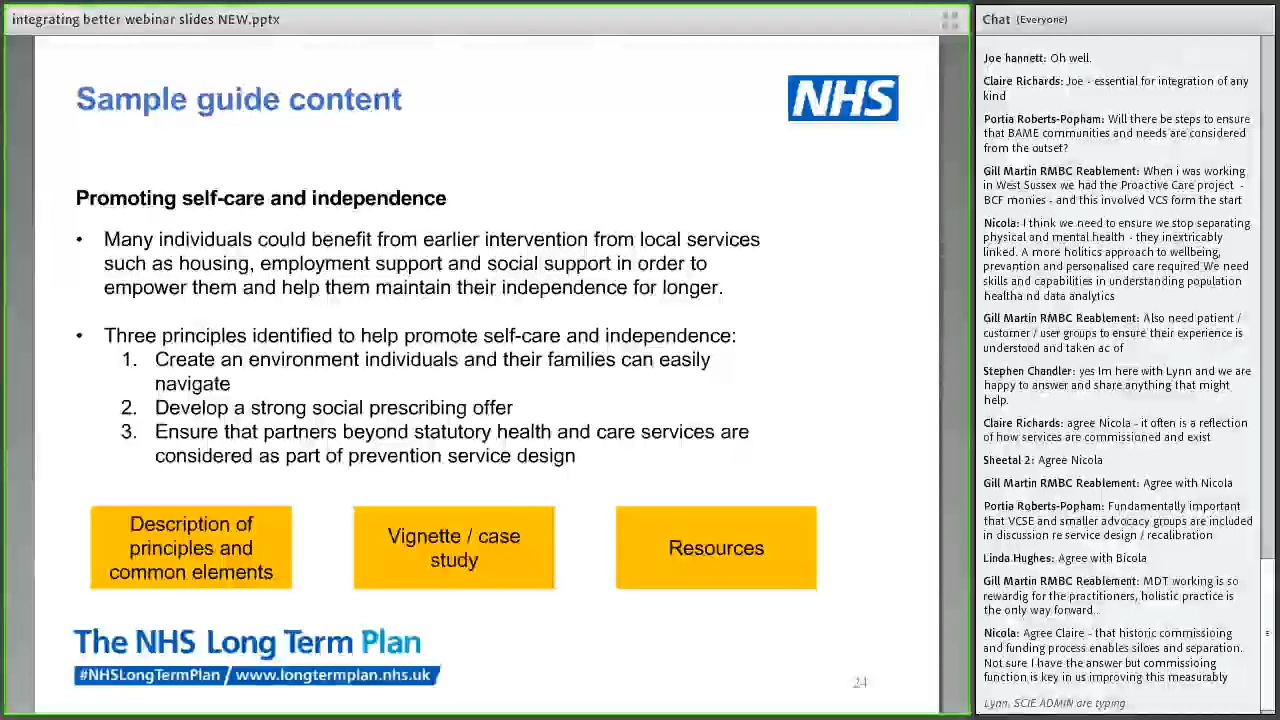 integrating better webinar slides NEW.pptx
Sample guide content
NHS
Promoting self-care and independence
• Many individuals could benefit from earlier intervention from local services
such as housing, employment support and social support in order to
empower them and help them maintain their independence for longer.
• Three principles identified to help promote self-care and independence:
1. Create an environment individuals and their families can easily
navigate
2. Develop a strong social prescribing offer
3. Ensure that partners beyond statutory health and care services are
considered as part of prevention service design
Description of
principles and
common elements
Vignette / case
study
Resources
The NHS Long Term Plan
#NHSLongTermPlan / www.longtermplan.nhs.uk
24
Chat (Everyone)
Joe hannett: Oh well.
Claire Richards: Joe - essential for integration of any
kind
Portia Roberts-Popham: Will there be steps to ensure
that BAME communities and needs are considered
from the outset?
Gill Martin RMBC Reablement: When i was working
in West Sussex we had the Proactive Care project -
BCF monies - and this involved VCS form the start
Nicola: I think we need to ensure we stop separating
physical and mental health - they inextricably
linked. A more holitics approach to wellbeing,
prevantion and personalised care required We need
skills and capabilities in understanding population
healtha nd data analytics
Gill Martin RMBC Reablement: Also need patient /
customer / user groups to ensure their experience is
understood and taken ac of
Stephen Chandler: yes Im here with Lynn and we are
happy to answer and share anything that might
help.
Claire Richards: agree Nicola - it often is a reflection
of how services are commissioned and exist
Sheetal 2: Agree Nicola
Gill Martin RMBC Reablement: Agree with Nicola
Portia Roberts-Popham: Fundamentally important
that VCSE and smaller advocacy groups are included
in discussion re service design / recalibration
Linda Hughes: Agree with Bicola
Gill Martin RMBC Reablement: MDT working is so
rewardig for the practitioners, holistic practice is
the only way forward..
Nicola: Agree Claire - that historic commissioing
and funding process enables siloes and separation.
Not sure I have the answer but commissioing
function is key in us improving this measurably
Lynn, SCIE ADMIN are typing